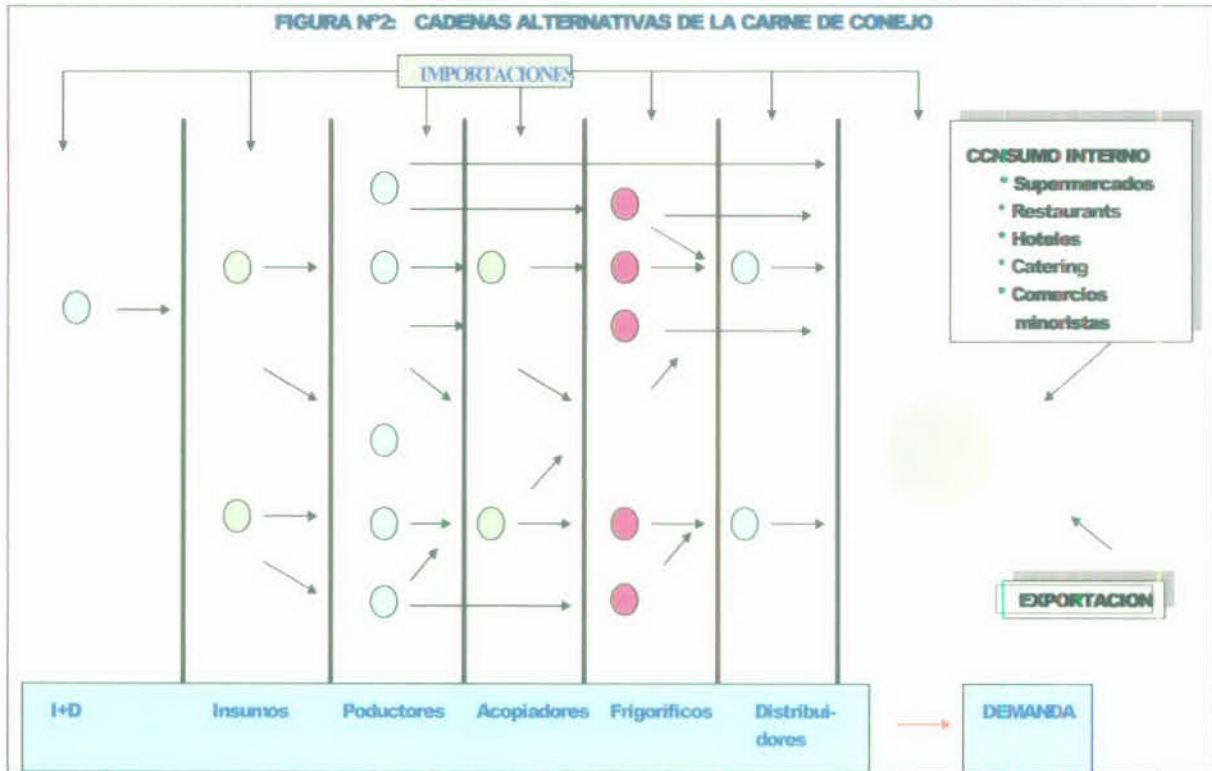 FIGURA Nº2: CADENAS ALTERNATIVAS DE LA CARNE DE CONEJO
IMPORTACIONES
CCNSUMO INTERNO
* Supermercados
* Restaurants
* Hoteles
* Catering
* Comercios
minoristas
EXPORTACION
I+D
Insumos
Poductores
Acopiadores
Frigoríficos
Distribui-
dores
DEMANDA